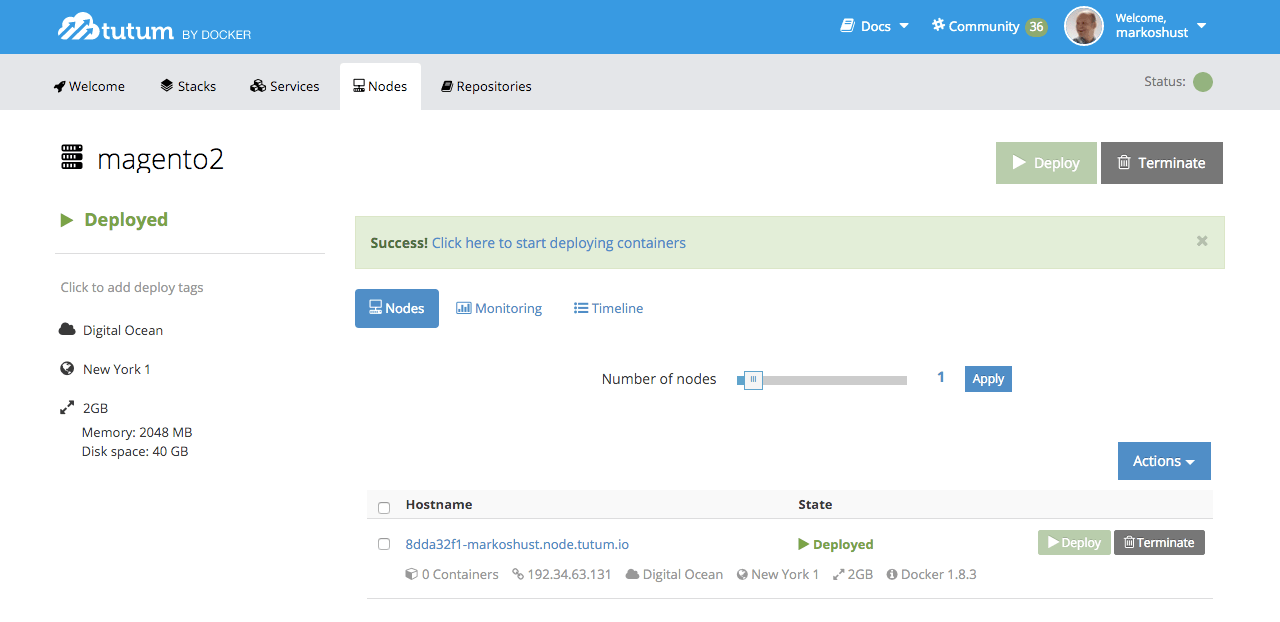 tutum BY DOCKER
Docs
Community 36
Welcome,
markoshust
Welcome
Stacks
Services
Nodes
Repositories
Status:
magento2
Deploy
Terminate
Deployed
Success! Click here to start deploying containers
×
Click to add deploy tags
Nodes
Monitoring
Timeline
Digital Ocean
New York 1
2GB
Memory: 2048 MB
Disk space: 40 GB
Number of nodes
1
Apply
Actions
Hostname
State
8dda32f1-markoshust.node.tutum.io
Deployed
Deploy
Terminate
0 Containers
192.34.63.131
Digital Ocean
New York 1
2GB
Docker 1.8.3